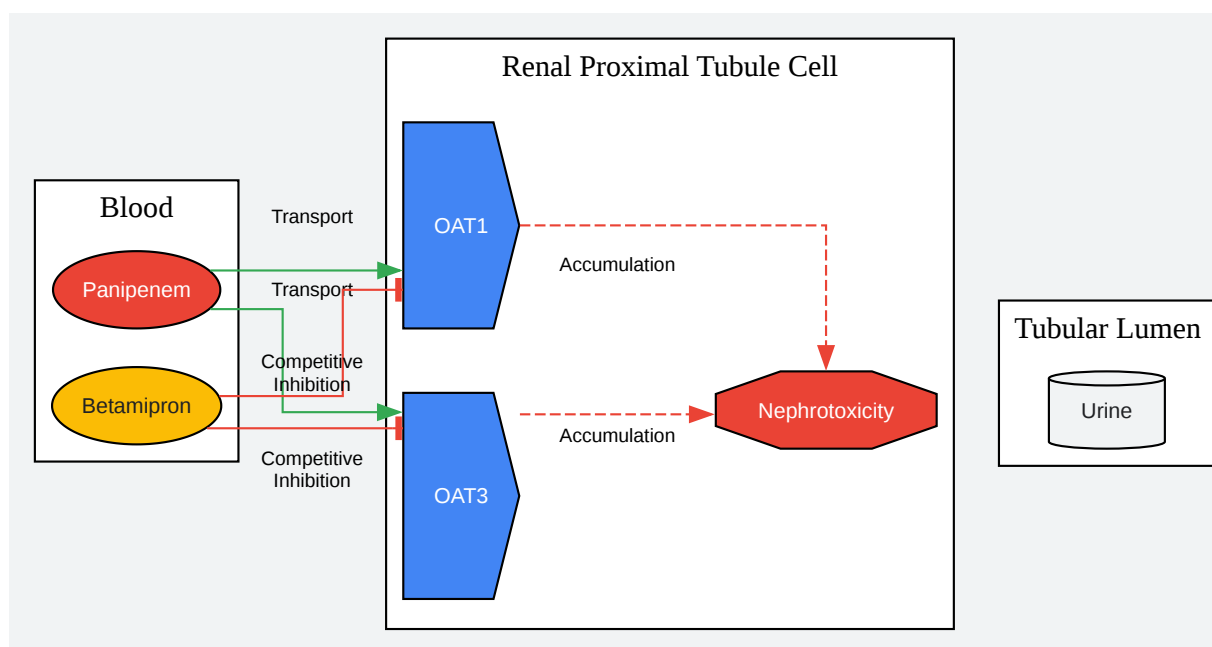 Renal Proximal Tubule Cell
Blood
Transport
OAT1
Accumulation
Panipenem
Transport
Tubular Lumen
Competitive
Inhibition
Betamipron
Nephrotoxicity
Urine
Accumulation
Competitive
Inhibition
OAT3